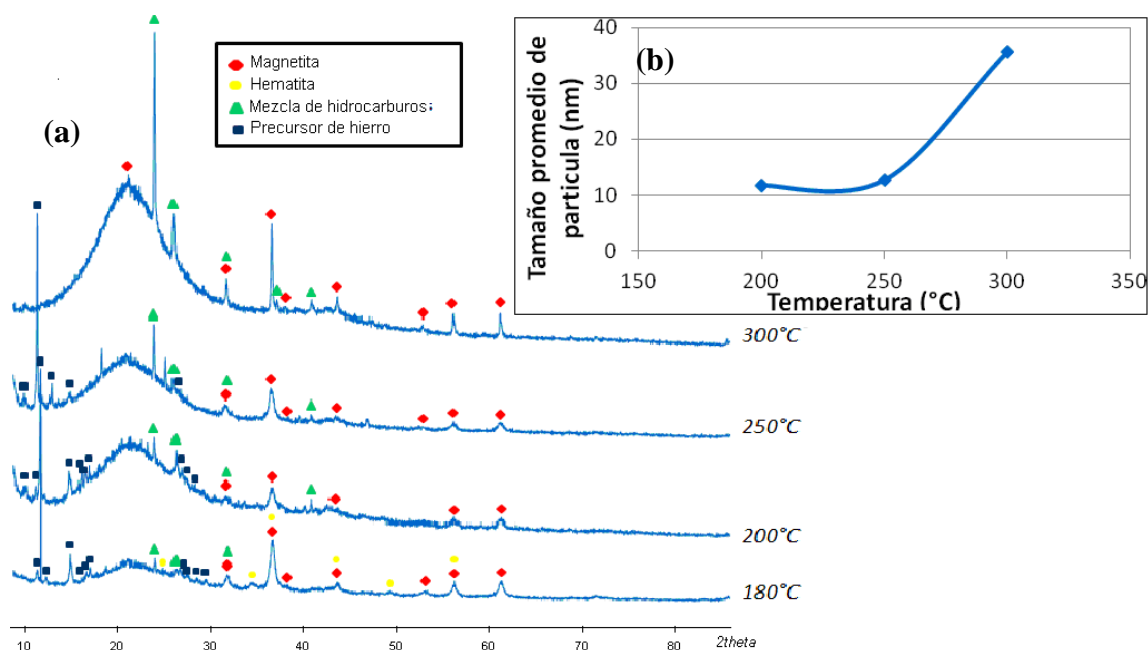 (a)
Magnetita
Hematita
Mezcla de hidrocarburos:
Precursor de hierro
300°C
250°C
200°C
180°C
10 20 30 40 50 60 70 80 2theta
(b)
Tamaño promedio de
particula (nm)
40
30
20
10
0
150 200 250 300 350
Temperatura (°C)